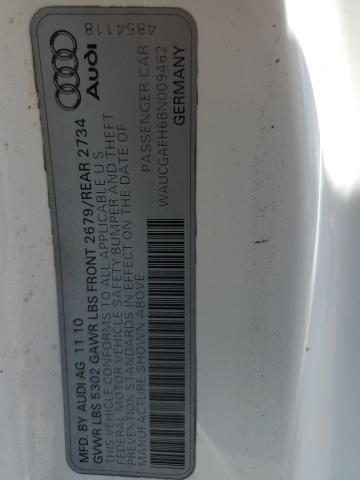 MFD. BY AUDI AG 11 10
GVWR LBS 5302 GAWR LBS FRONT 2679/REAR 2734
THIS VEHICLE CONFORMS TO ALL APPLICABLE U S
FEDERAL MOTOR VEHICLE SAFETY BUMPER AND THEFT
PREVENTION STANDARDS IN EFFECT ON THE DATE OF
MANUFACTURE SHOWN ABOVE
Audi
4854118
PASSENGER CAR
WAUCGAFH6BN009462
GERMANY